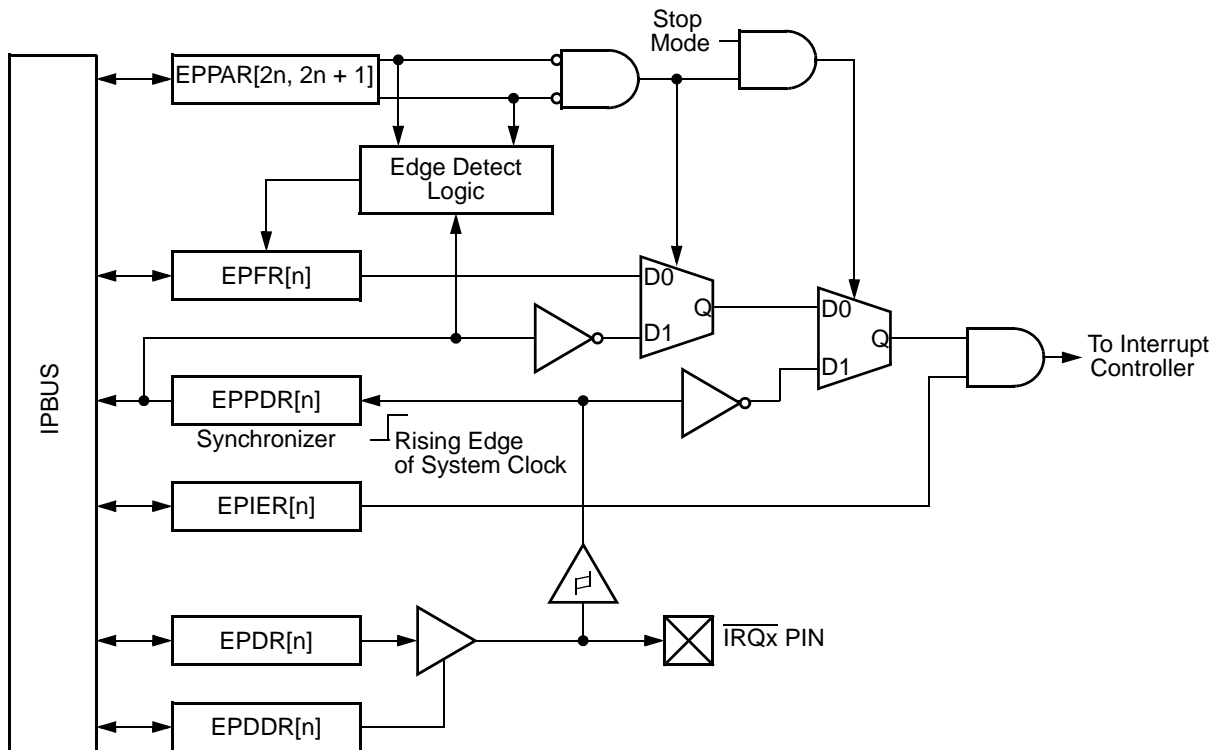 Stop
Mode
EPPAR[2n, 2n + 1]
Edge Detect
Logic
EPFR[n]
D0
D1
Q
D0
D1
Q
To Interrupt
Controller
IPBUS
EPPDR[n]
Synchronizer
Rising Edge
of System Clock
EPIER[n]
EPDR[n]
IRQx PIN
EPDDR[n]